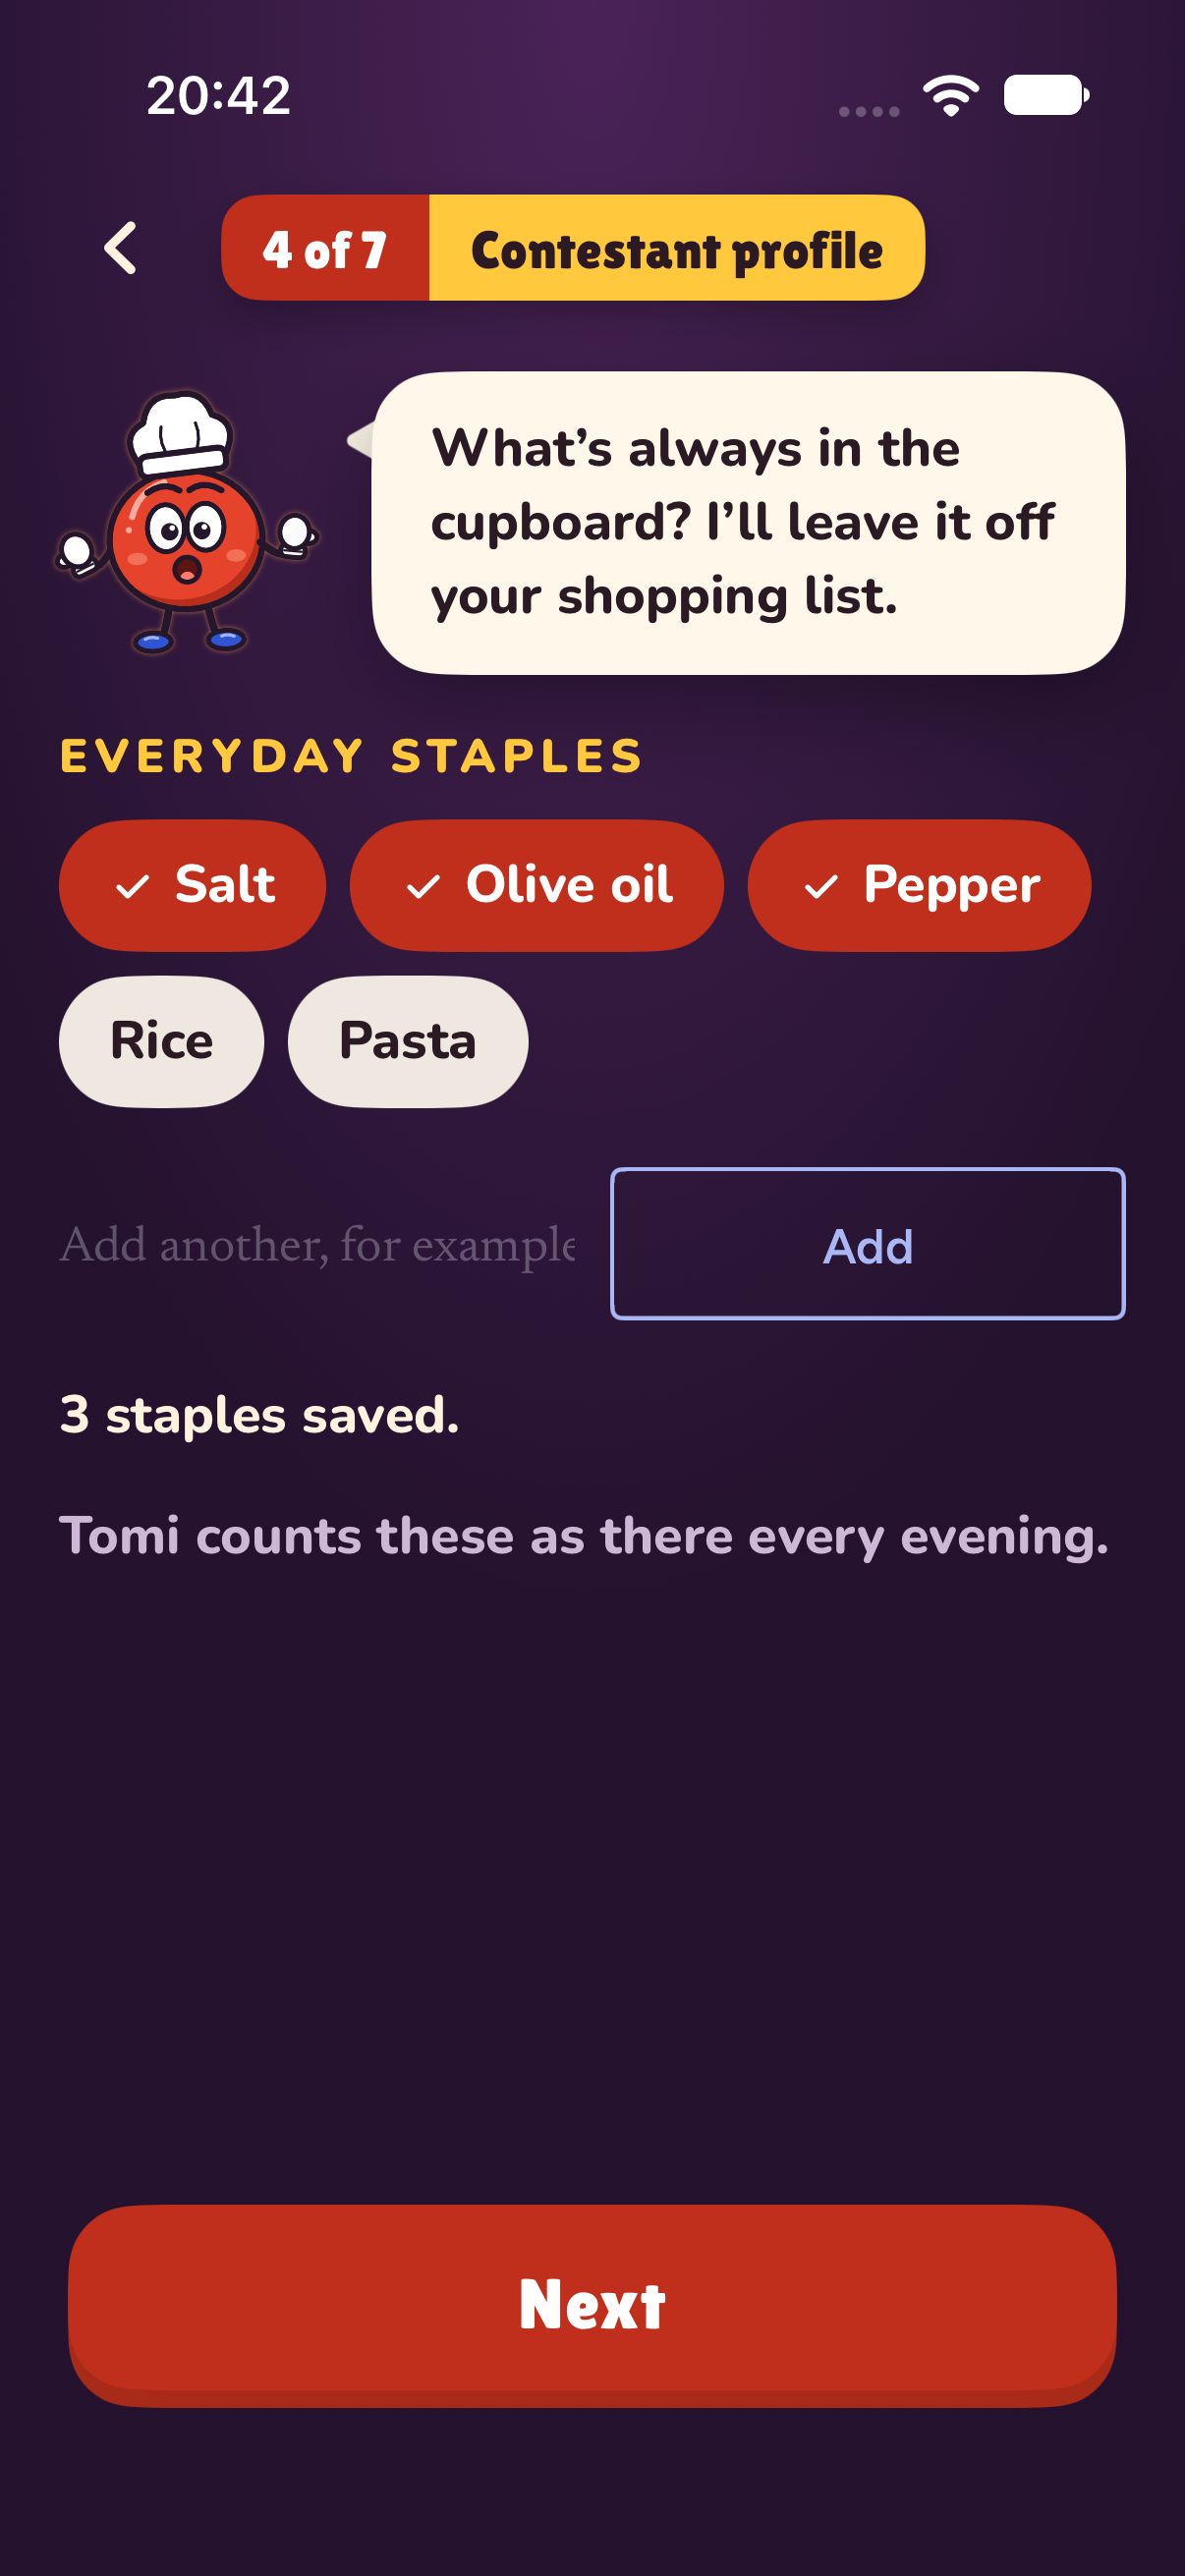 20:42
4 of 7 Contestant profile
What’s always in the
cupboard? I’ll leave it off
your shopping list.
EVERYDAY STAPLES
Salt Olive oil Pepper
Rice Pasta
Add another, for example Add
3 staples saved.
Tomi counts these as there every evening.
Next